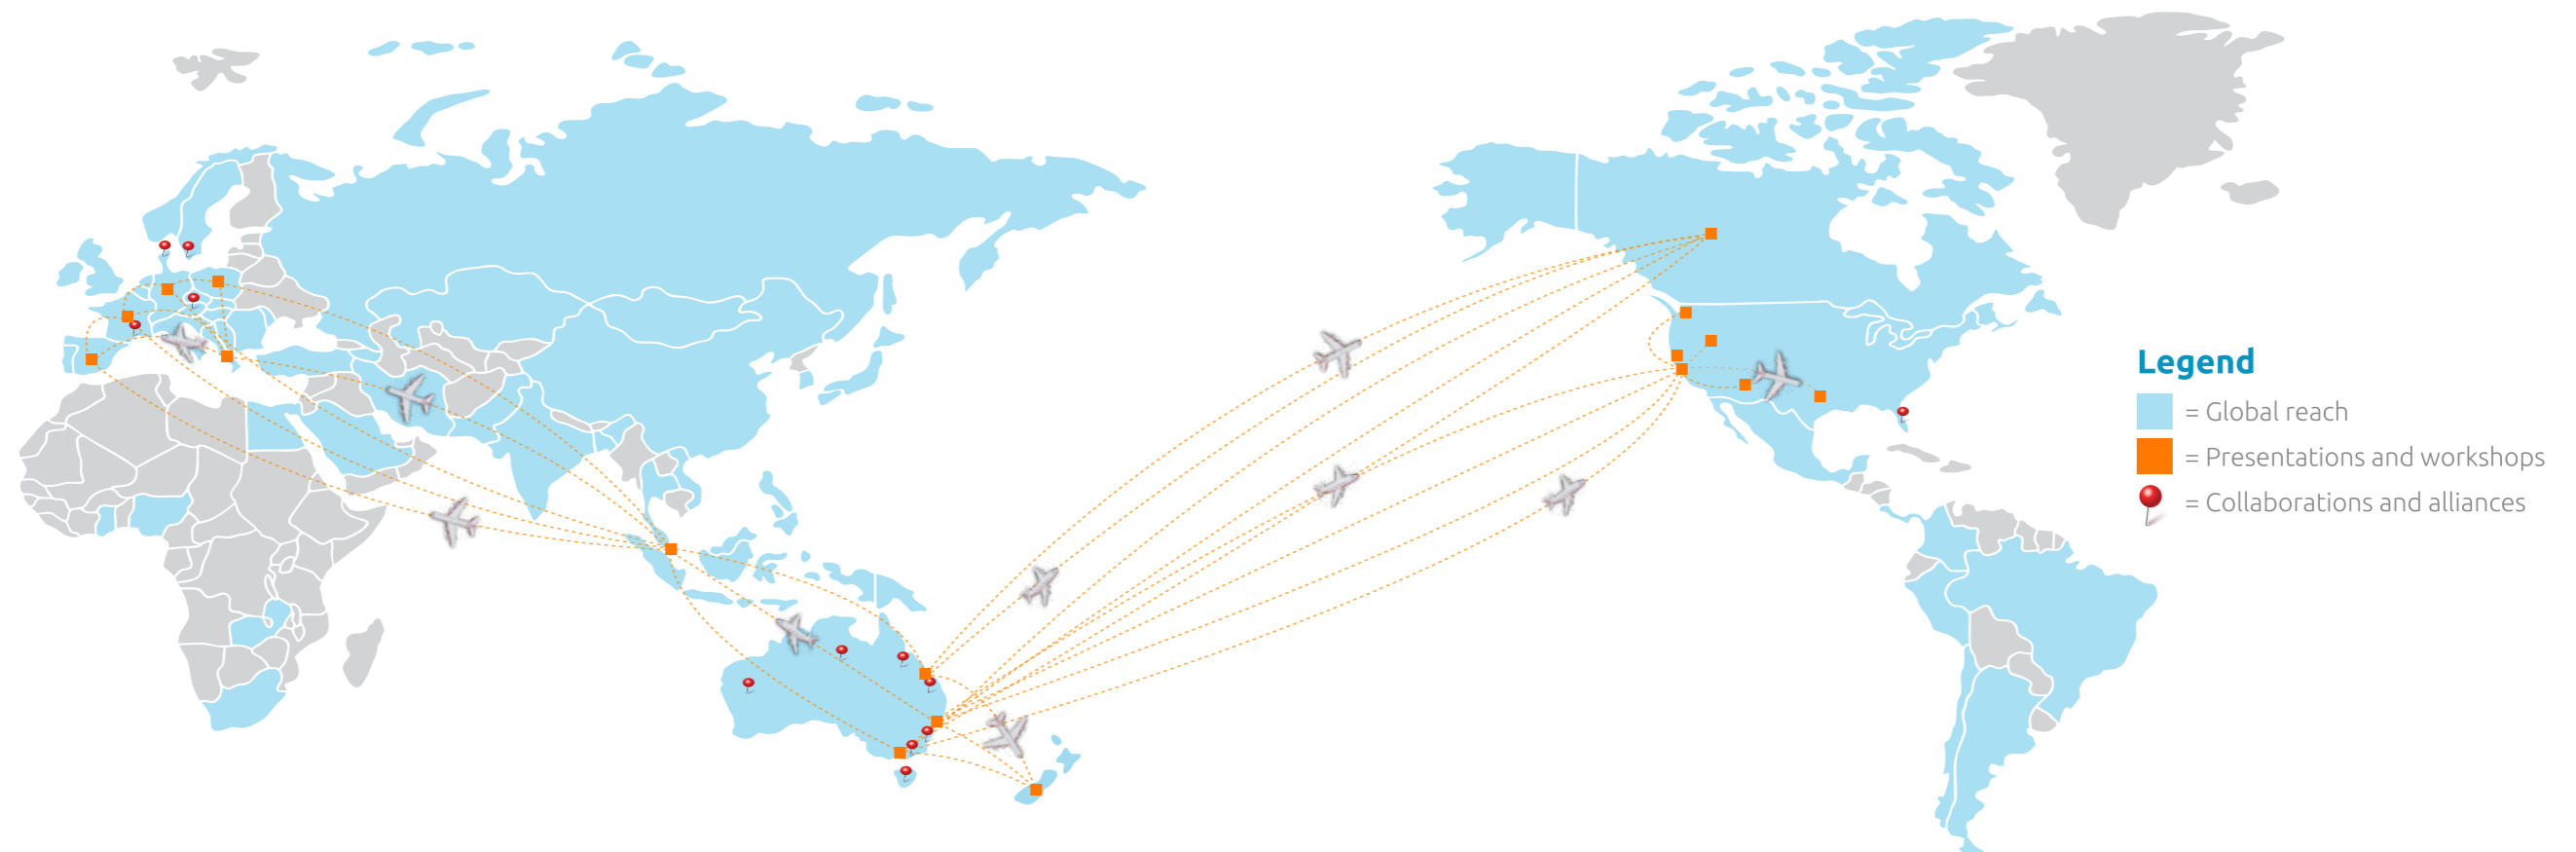 Legend
= Global reach
= Presentations and workshops
= Collaborations and alliances